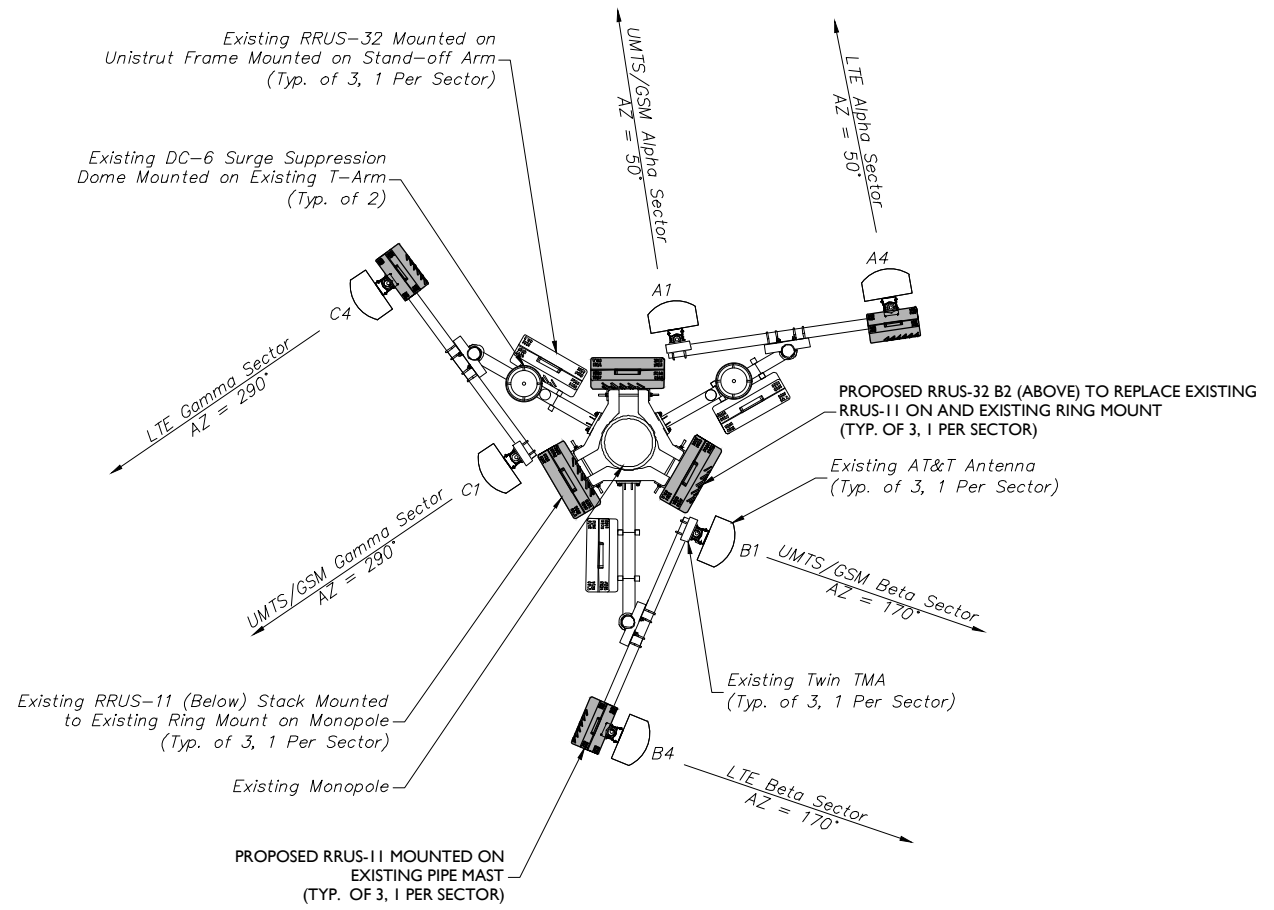 Existing RRUS-32 Mounted on
Unistrut Frame Mounted on Stand-off Arm
(Typ. of 3, 1 Per Sector)
UMTS/GSM Alpha Sector
AZ = 50°
LTE Alpha Sector
AZ = 50°
Existing DC-6 Surge Suppression
Dome Mounted on Existing T-Arm
(Typ. of 2)
A4
A1
C4
LTE Gamma Sector
AZ = 290°
PROPOSED RRUS-32 B2 (ABOVE) TO REPLACE EXISTING
RRUS-11 ON AND EXISTING RING MOUNT
(TYP. OF 3, 1 PER SECTOR)
Existing AT&T Antenna
(Typ. of 3, 1 Per Sector)
C1
UMTS/GSM Gamma Sector
AZ = 290°
B1
UMTS/GSM Beta Sector
AZ = 170°
Existing Twin TMA
(Typ. of 3, 1 Per Sector)
Existing RRUS-11 (Below) Stack Mounted
to Existing Ring Mount on Monopole
(Typ. of 3, 1 Per Sector)
B4
LTE Beta Sector
AZ = 170°
Existing Monopole
PROPOSED RRUS-11 MOUNTED ON
EXISTING PIPE MAST
(TYP. OF 3, 1 PER SECTOR)